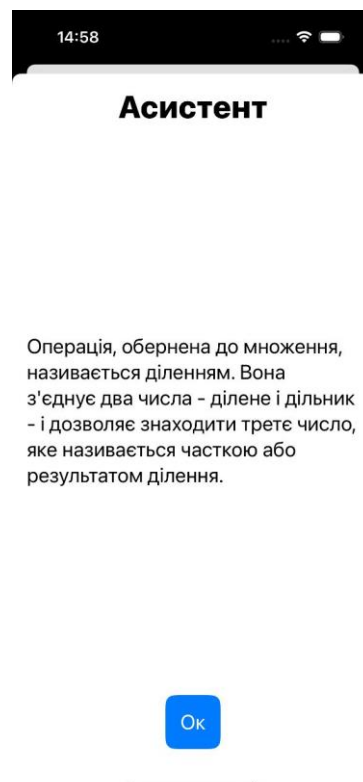 14:58
Асистент
Операція, обернена до множення,
називається діленням. Вона
з'єднує два числа - ділене і дільник
- і дозволяє знаходити третє число,
яке називається часткою або
результатом ділення.
Ок